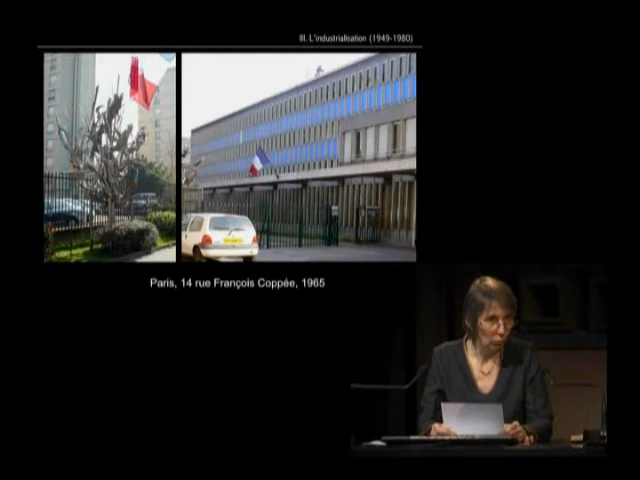 III. L'industrialisation (1949-1980)
Paris, 14 rue François Coppée, 1965